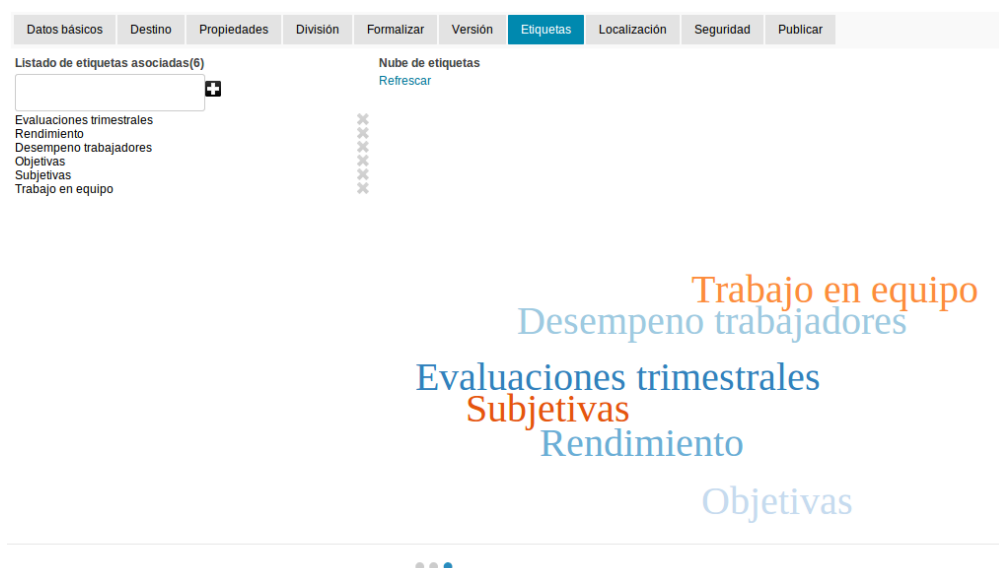 Datos básicos Destino Propiedades División Formalizar Versión Etiquetas Localización Seguridad Publicar
Listado de etiquetas asociadas(6)
Evaluaciones trimestrales
Rendimiento
Desempeno trabajadores
Objetivas
Subjetivas
Trabajo en equipo
Nube de etiquetas
Refrescar
Trabajo en equipo
Desempeno trabajadores
Evaluaciones trimestrales
Subjetivas
Rendimiento
Objetivas